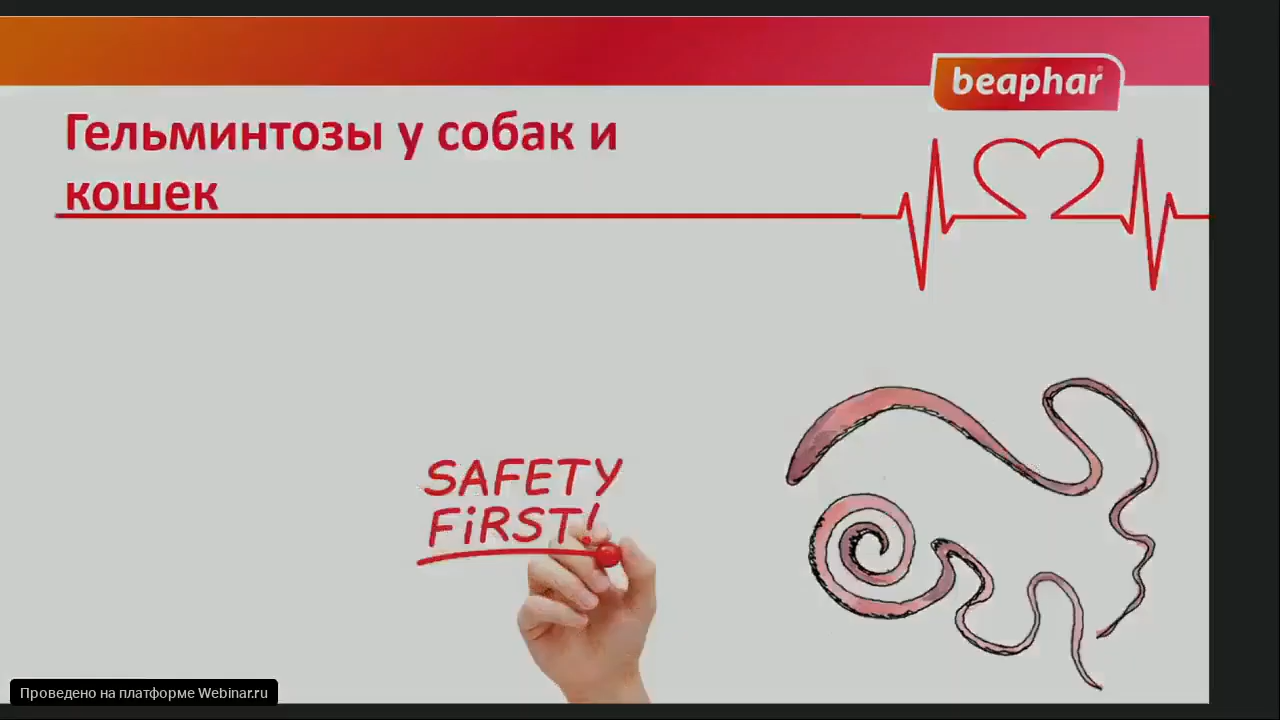 beaphar
Гельминтозы у собак и
кошек
SAFETY
FiRST!
Проведено на платформе Webinar.ru